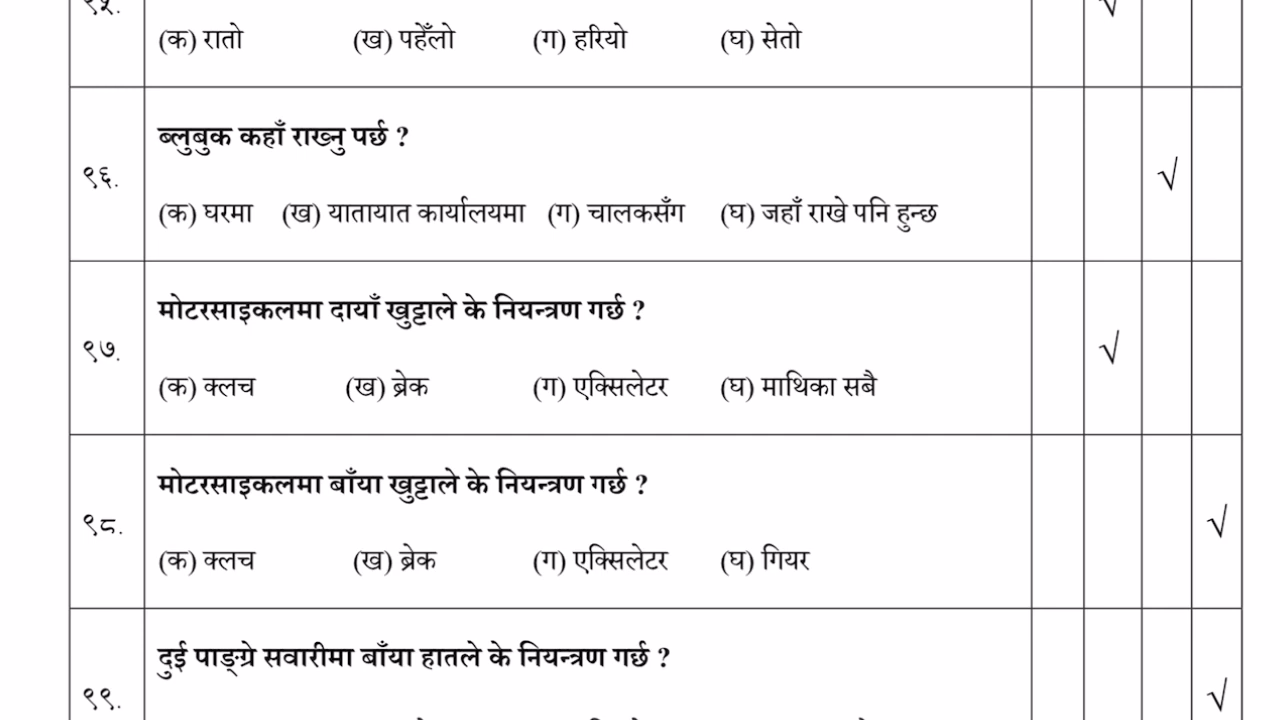 ९५.
√
(क) रातो (ख) पहेँलो (ग) हरियो (घ) सेतो
ब्लुबुक कहाँ राख्नु पर्छ ?
९६.
√
(क) घरमा (ख) यातायात कार्यालयमा (ग) चालकसँग (घ) जहाँ राखे पनि हुन्छ
मोटरसाइकलमा दायाँ खुट्टाले के नियन्त्रण गर्छ ?
९७.
√
(क) क्लच (ख) ब्रेक (ग) एक्सिलेटर (घ) माथिका सबै
मोटरसाइकलमा बाँया खुट्टाले के नियन्त्रण गर्छ ?
९८.
√
(क) क्लच (ख) ब्रेक (ग) एक्सिलेटर (घ) गियर
दुई पाङ्ग्रे सवारीमा बाँया हातले के नियन्त्रण गर्छ ?
९९.
√